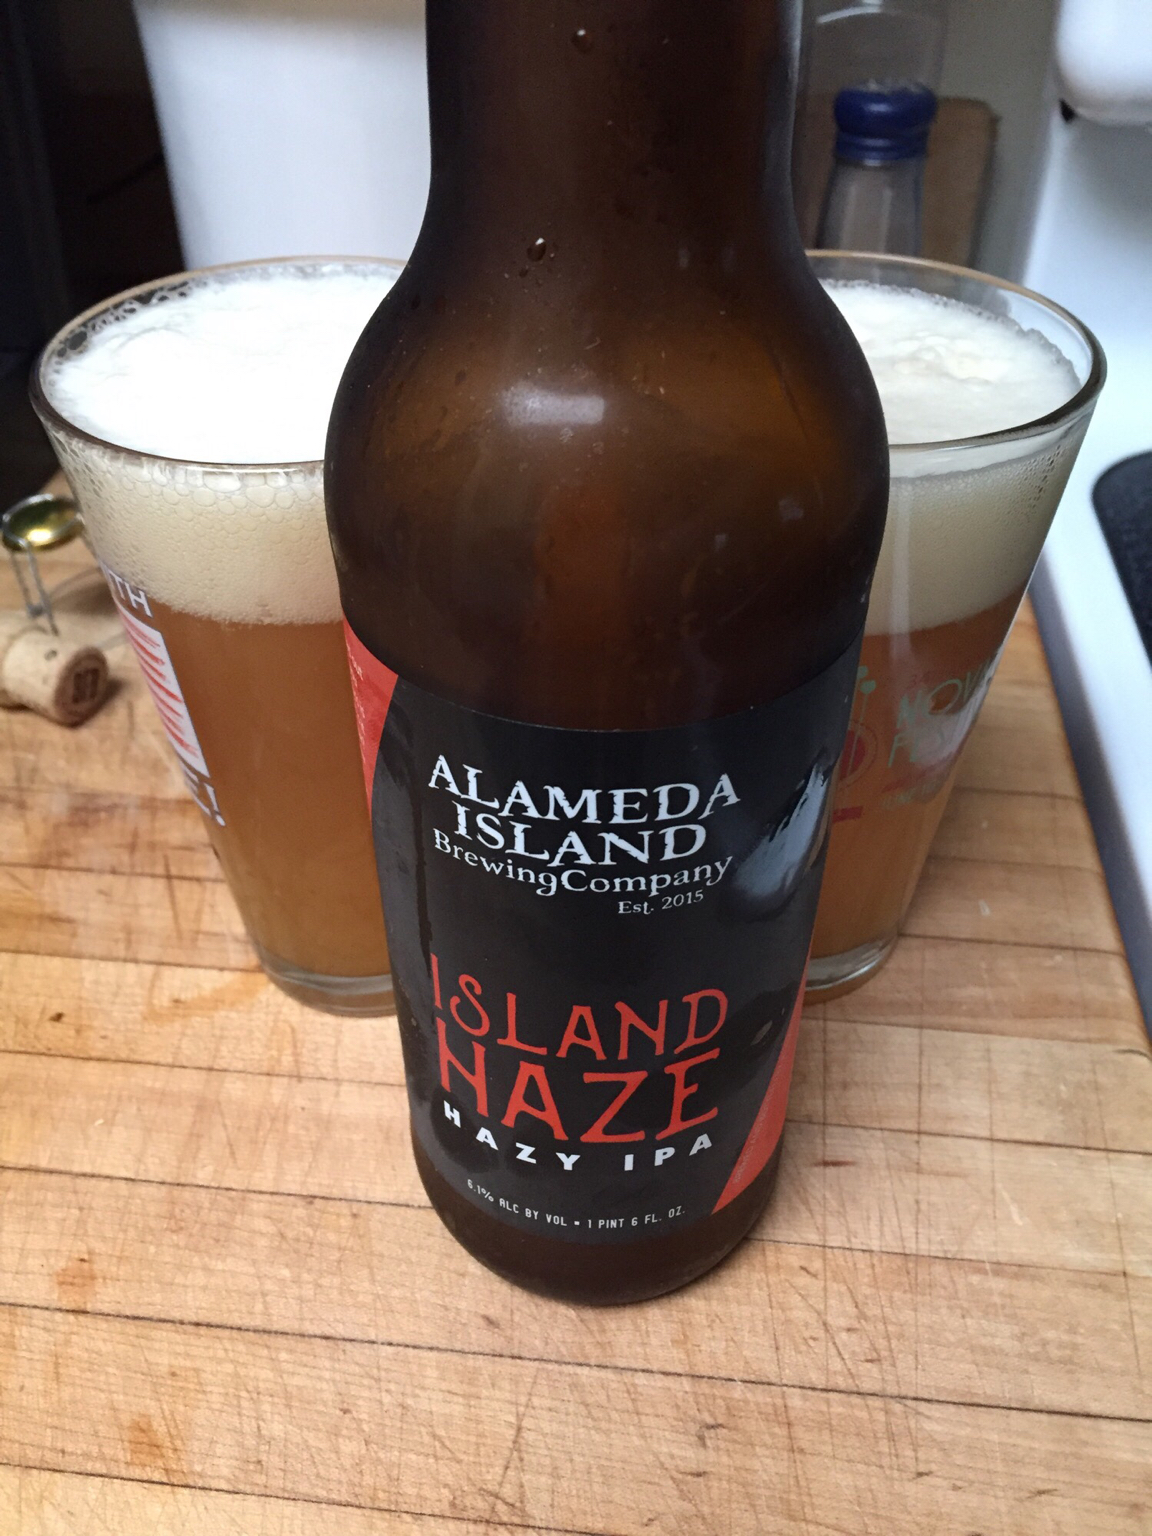 ALAMEDA
ISLAND
BrewingCompany
Est. 2015
ISLAND
HAZE
HAZY IPA
6.1% ALC BY VOL ▪ 1 PINT 6 FL. OZ.